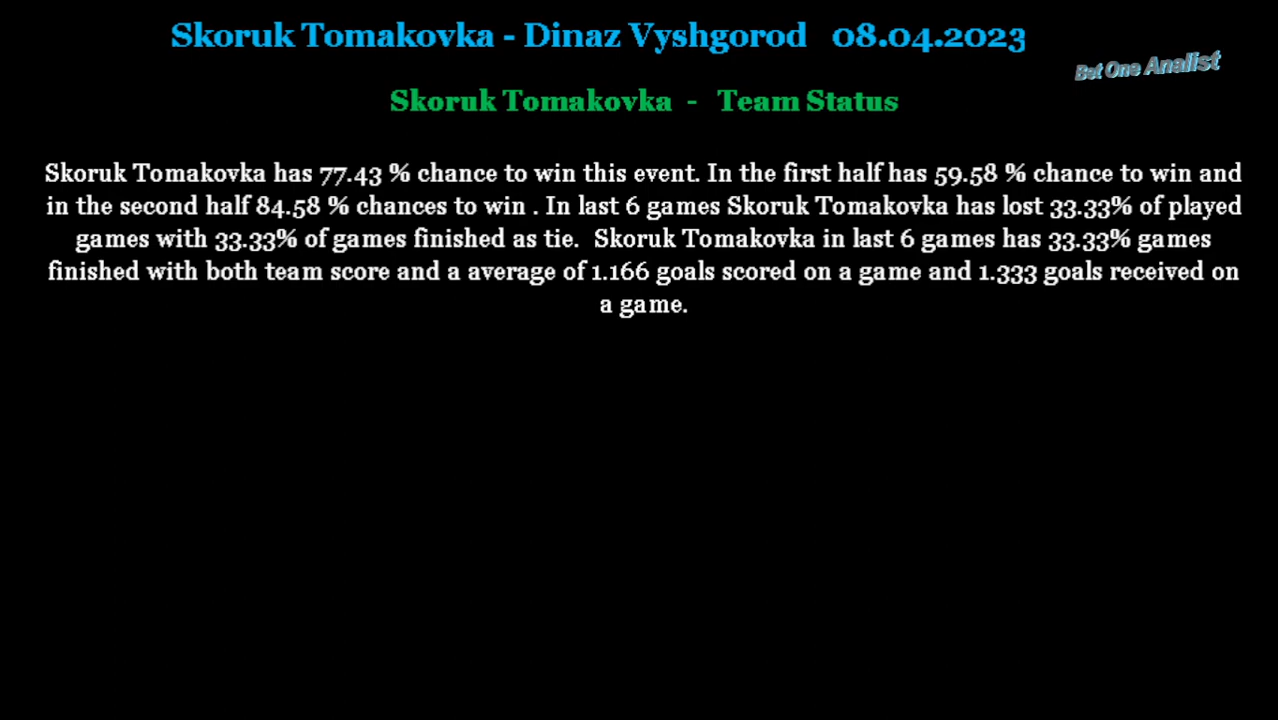 Skoruk Tomakovka - Dinaz Vyshgorod 08.04.2023
Bet One Analist
Skoruk Tomakovka - Team Status
Skoruk Tomakovka has 77.43 % chance to win this event. In the first half has 59.58 % chance to win and
in the second half 84.58 % chances to win . In last 6 games Skoruk Tomakovka has lost 33.33% of played
games with 33.33% of games finished as tie. Skoruk Tomakovka in last 6 games has 33.33% games
finished with both team score and a average of 1.166 goals scored on a game and 1.333 goals received on
a game.